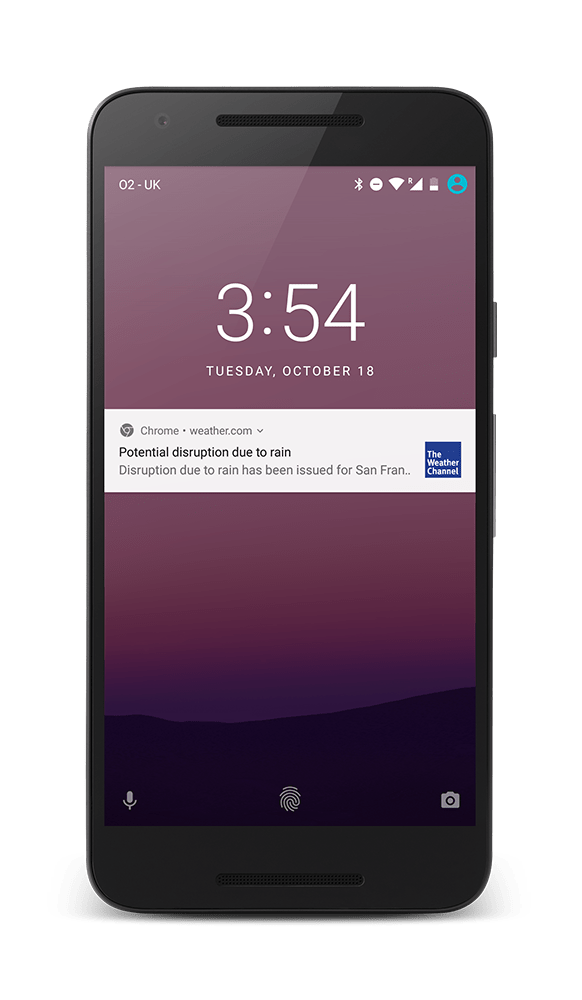 O2 - UK
R
3:54
TUESDAY, OCTOBER 18
Chrome • weather.com
Potential disruption due to rain
Disruption due to rain has been issued for San Fran..
The
Weather
Channel